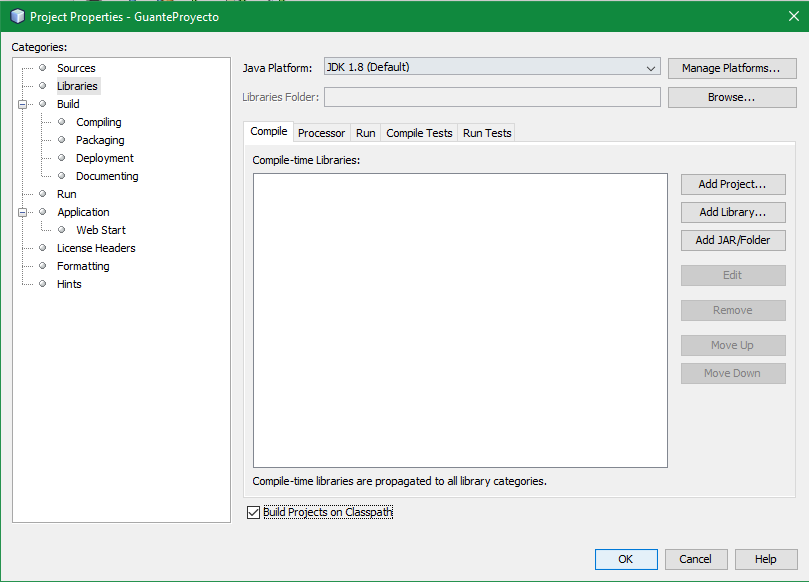 Project Properties - GuanteProyecto
Categories:
Sources
Libraries
Build
Compiling
Packaging
Deployment
Documenting
Run
Application
Web Start
License Headers
Formatting
Hints
Java Platform: JDK 1.8 (Default) Manage Platforms...
Libraries Folder: Browse...
Compile Processor Run Compile Tests Run Tests
Compile-time Libraries:
Add Project...
Add Library...
Add JAR/Folder
Edit
Remove
Move Up
Move Down
Compile-time libraries are propagated to all library categories.
Build Projects on Classpath
OK Cancel Help